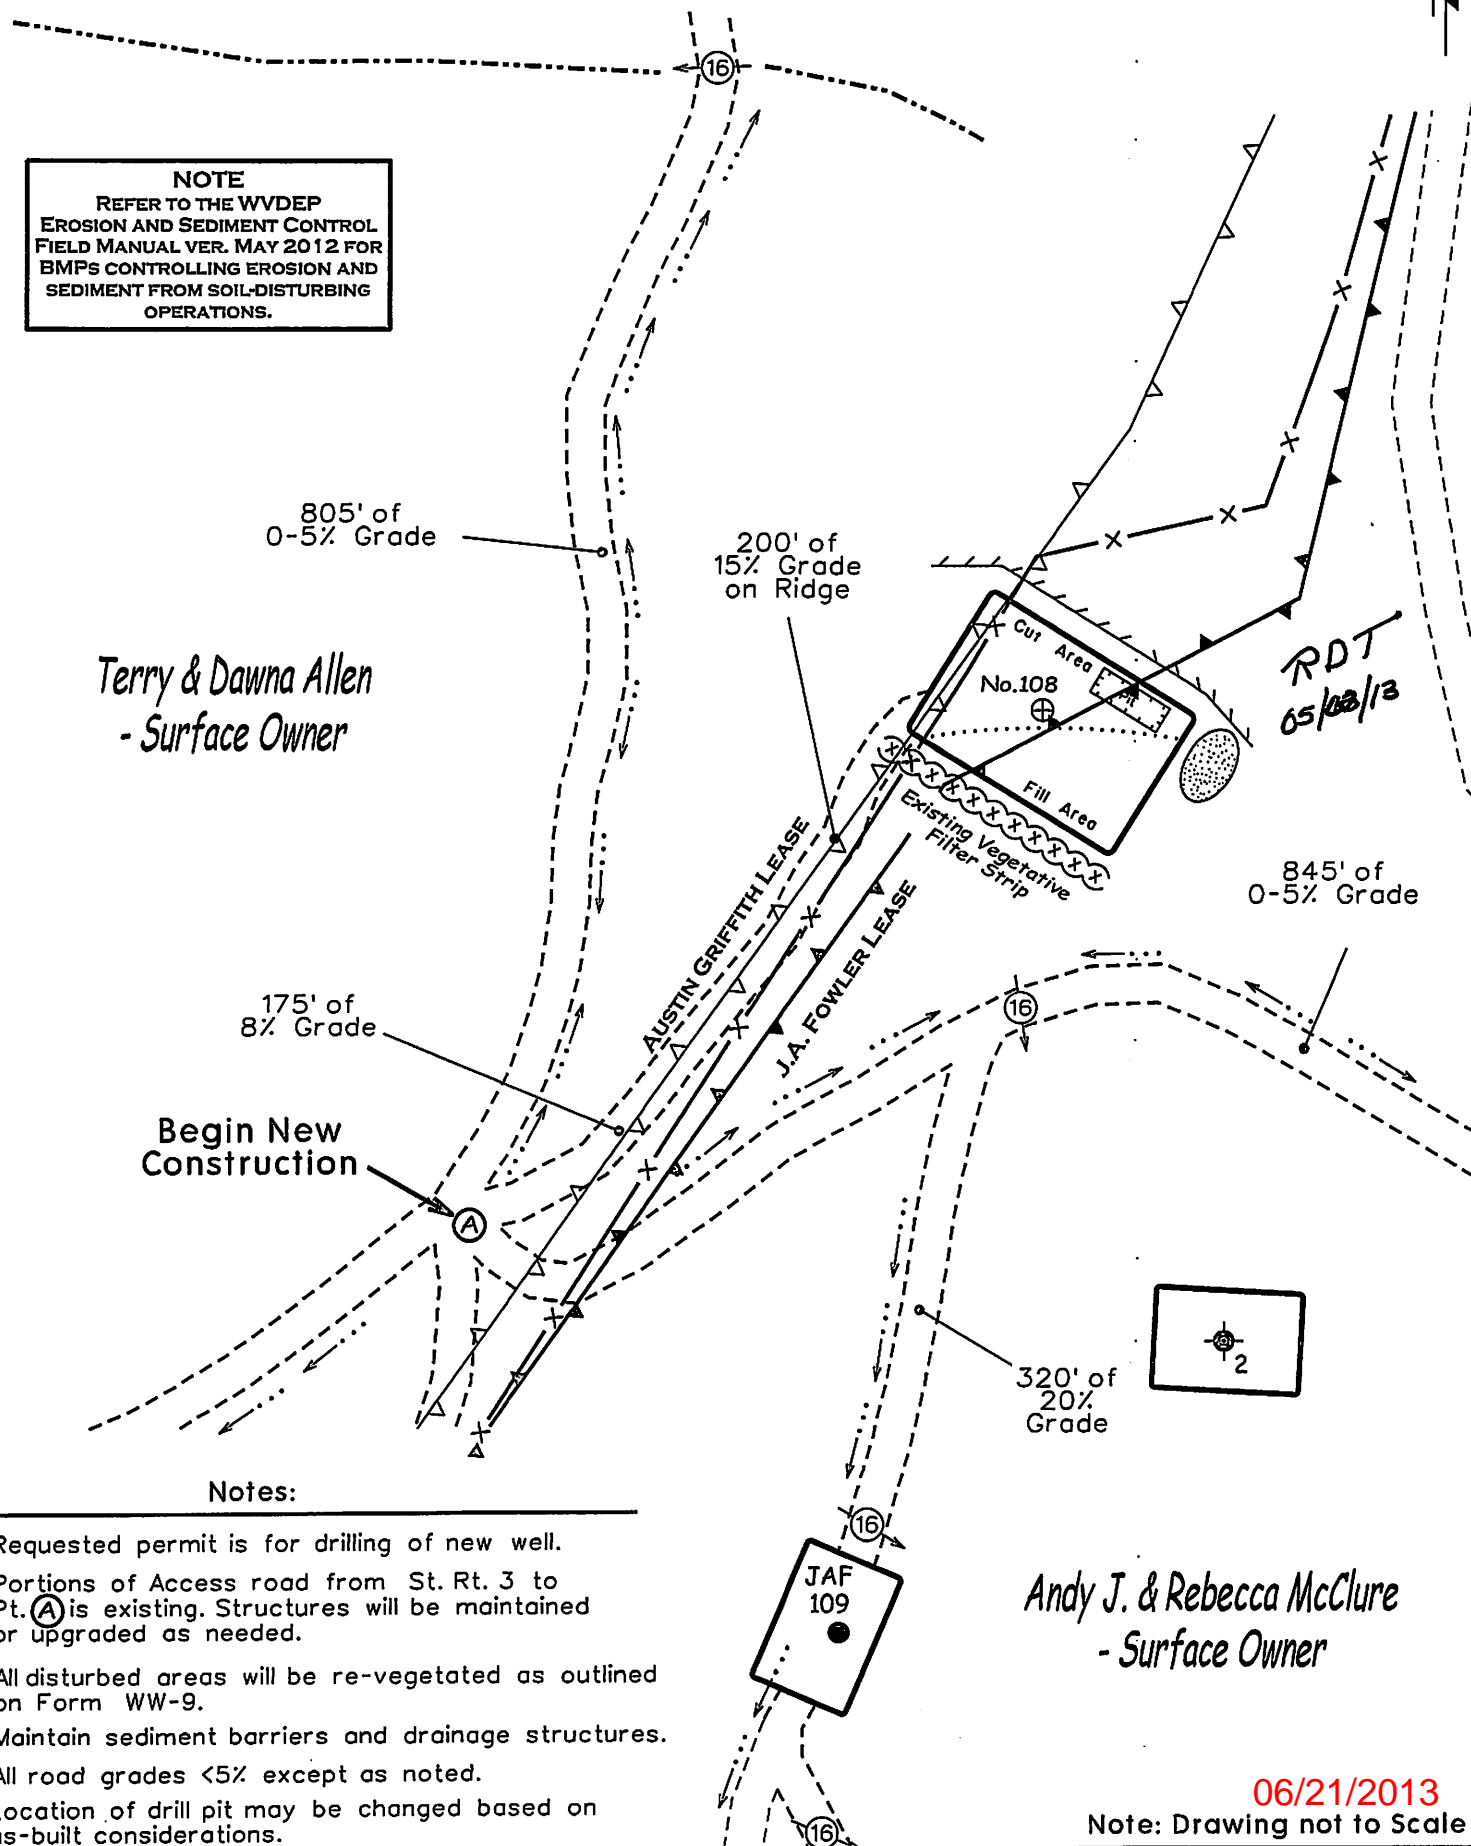 16
NOTE
REFER TO THE WVDEP
EROSION AND SEDIMENT CONTROL
FIELD MANUAL VER. MAY 2012 FOR
BMPS CONTROLLING EROSION AND
SEDIMENT FROM SOIL-DISTURBING
OPERATIONS.
805' of
0-5% Grade
200' of
15% Grade
on Ridge
Terry & Dawna Allen
- Surface Owner
Cut Area
No.108
Pit
Fill Area
RDT
05/03/13
Existing Vegetative
Filter Strip
AUSTIN GRIFFITH LEASE
J.A. FOWLER LEASE
845' of
0-5% Grade
175' of
8% Grade
16
Begin New
Construction
A
2
320' of
20%
Grade
Notes:
Requested permit is for drilling of new well.
Portions of Access road from St. Rt. 3 to
Pt. A is existing. Structures will be maintained
or upgraded as needed.
All disturbed areas will be re-vegetated as outlined
on Form WW-9.
Maintain sediment barriers and drainage structures.
All road grades <5% except as noted.
Location of drill pit may be changed based on
as-built considerations.
16
JAF
109
Andy J. & Rebecca McClure
- Surface Owner
16
06/21/2013
Note: Drawing not to Scale